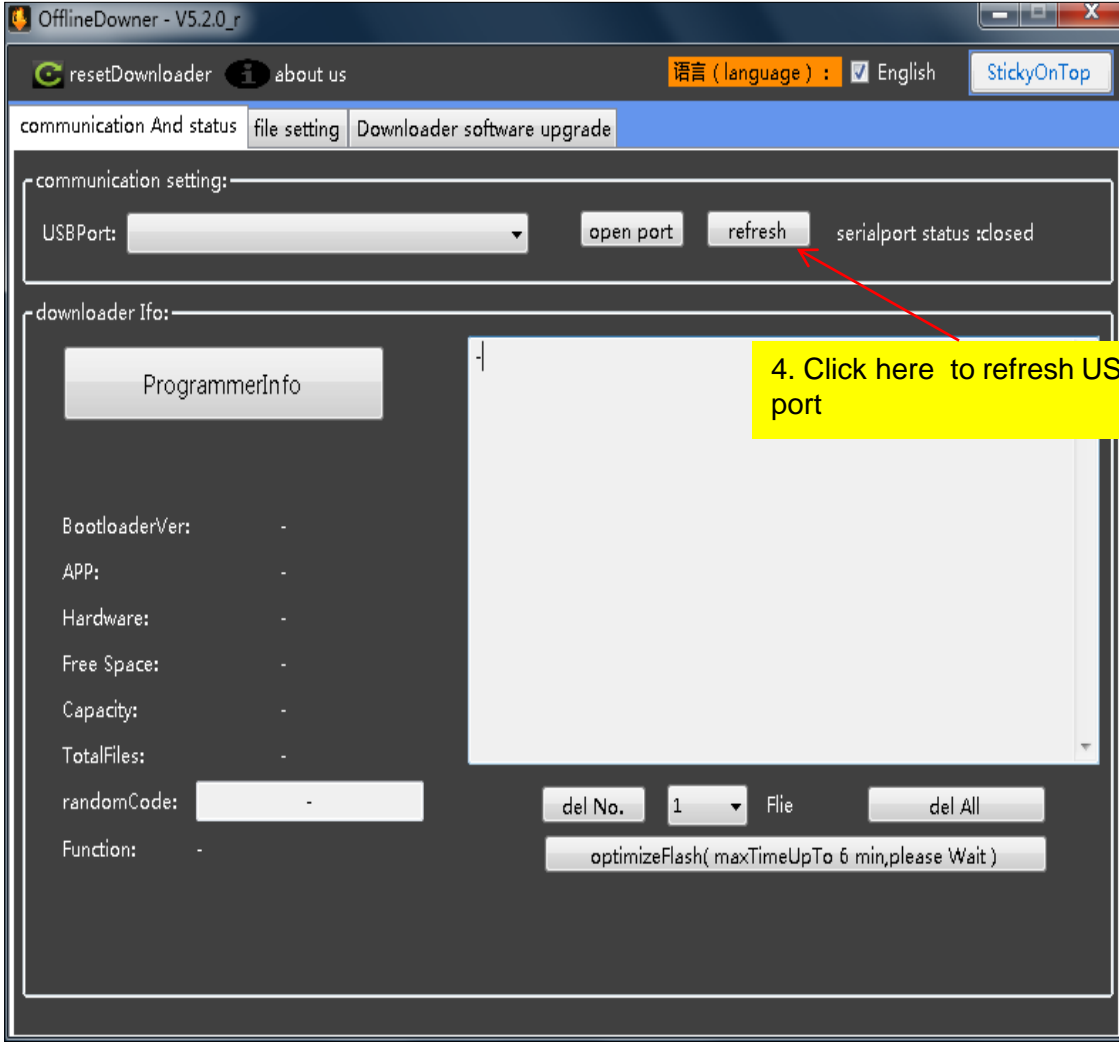 OfflineDowner - V5.2.0_r
resetDownloader about us 语言 ( language ) : English StickyOnTop
communication And status file setting Downloader software upgrade
communication setting:
USBPort: open port refresh serialport status :closed
downloader Ifo:
ProgrammerInfo
-
4. Click here to refresh US
port
BootloaderVer: -
APP: -
Hardware: -
Free Space: -
Capacity: -
TotalFiles: -
randomCode: -
del No. 1 Flie del All
Function: -
optimizeFlash( maxTimeUpTo 6 min,please Wait )